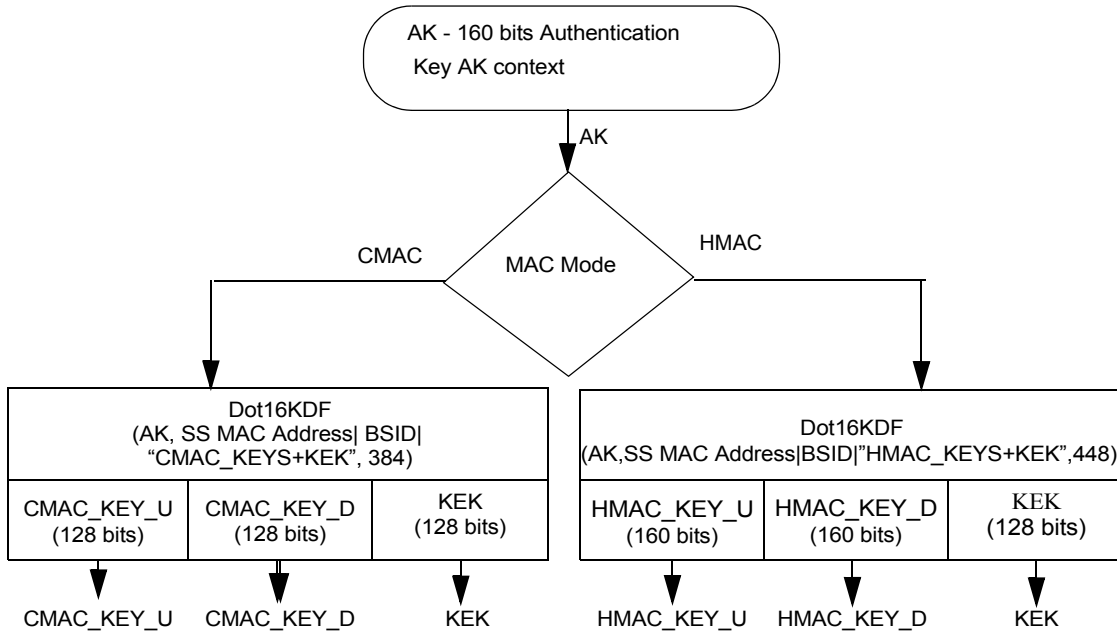 AK - 160 bits Authentication
Key AK context
AK
CMAC
HMAC
MAC Mode
Dot16KDF
(AK, SS MAC Address| BSID|
“CMAC_KEYS+KEK”, 384)
CMAC_KEY_U
(128 bits)
CMAC_KEY_D
(128 bits)
KEK
(128 bits)
Dot16KDF
(AK,SS MAC Address|BSID|”HMAC_KEYS+KEK”,448)
HMAC_KEY_U
(160 bits)
HMAC_KEY_D
(160 bits)
KEK
(128 bits)
CMAC_KEY_U
CMAC_KEY_D
KEK
HMAC_KEY_U
HMAC_KEY_D
KEK